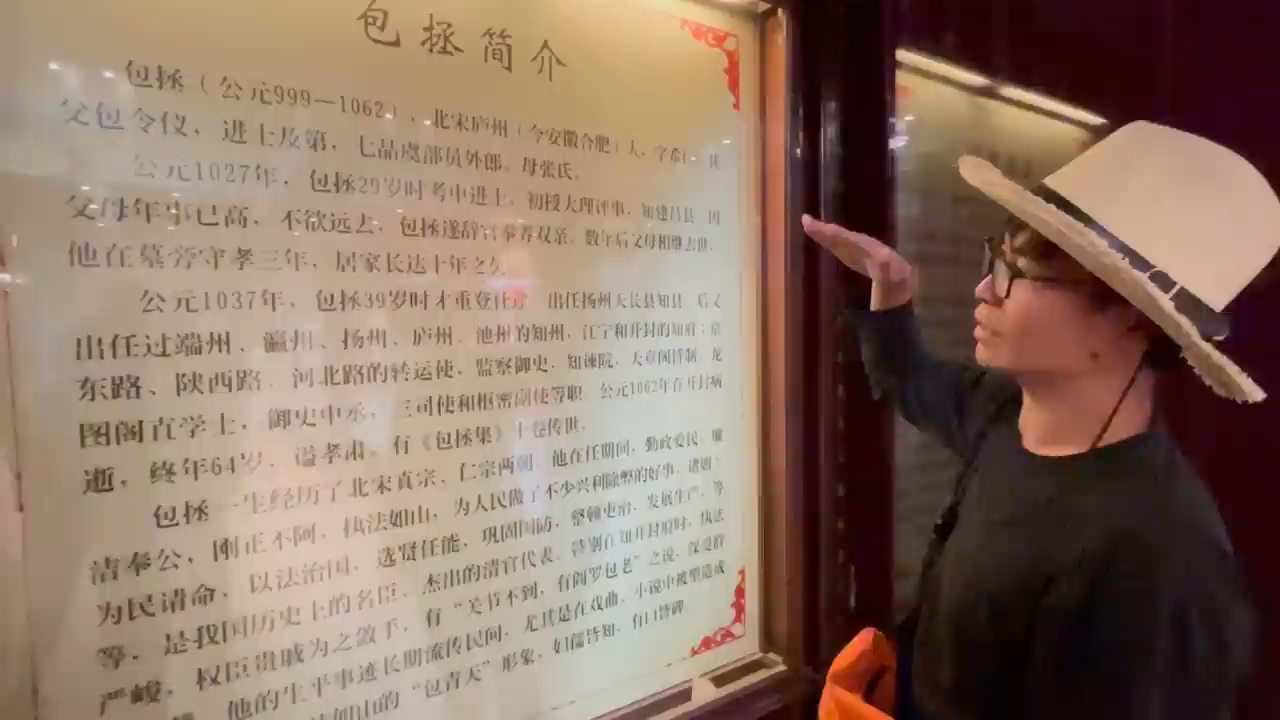 包拯简介
包拯（公元999—1062），北宋庐州（今安徽合肥）人，字希仁
父包令仪，进士及第，七品虞部员外郎。母张氏。
公元1027年，包拯29岁时考中进士，初授大理评事，知建昌县 因
父母年事已高，不欲远去，包拯遂辞官奉养双亲。数年后父母相继去世，
他在墓旁守孝三年，居家长达十年之久
公元1037年，包拯39岁时才重登仕途 出任扬州天长县知县 后又
出任过端州、瀛州、扬州、庐州、池州的知州，江宁和开封的知府；京
东路、陕西路、河北路的转运使，监察御史，知谏院，天章阁待制，龙
图阁直学士，御史中丞，三司使和枢密副使等职。公元1062年在开封病
逝，终年64岁，谥孝肃。有《包拯集》十卷传世。
包拯一生经历了北宋真宗、仁宗两朝，他在任期间，勤政爱民，廉
洁奉公，刚正不阿，执法如山，为人民做了不少兴利除弊的好事，诸如：
为民请命，以法治国，选贤任能，巩固国防，整顿吏治，发展生产，等
等，是我国历史上的名臣、杰出的清官代表。特别在知开封府时，执法
严峻，权臣贵戚为之敛手，有“关节不到，有阎罗包老”之说，深受群
他的生平事迹长期流传民间，尤其是在戏曲、小说中被塑造成
法如山的“包青天”形象，妇孺皆知，有口皆碑。